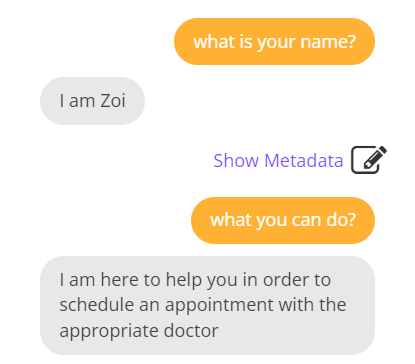 what is your name?
I am Zoi
Show Metadata
what you can do?
I am here to help you in order to
schedule an appointment with the
appropriate doctor